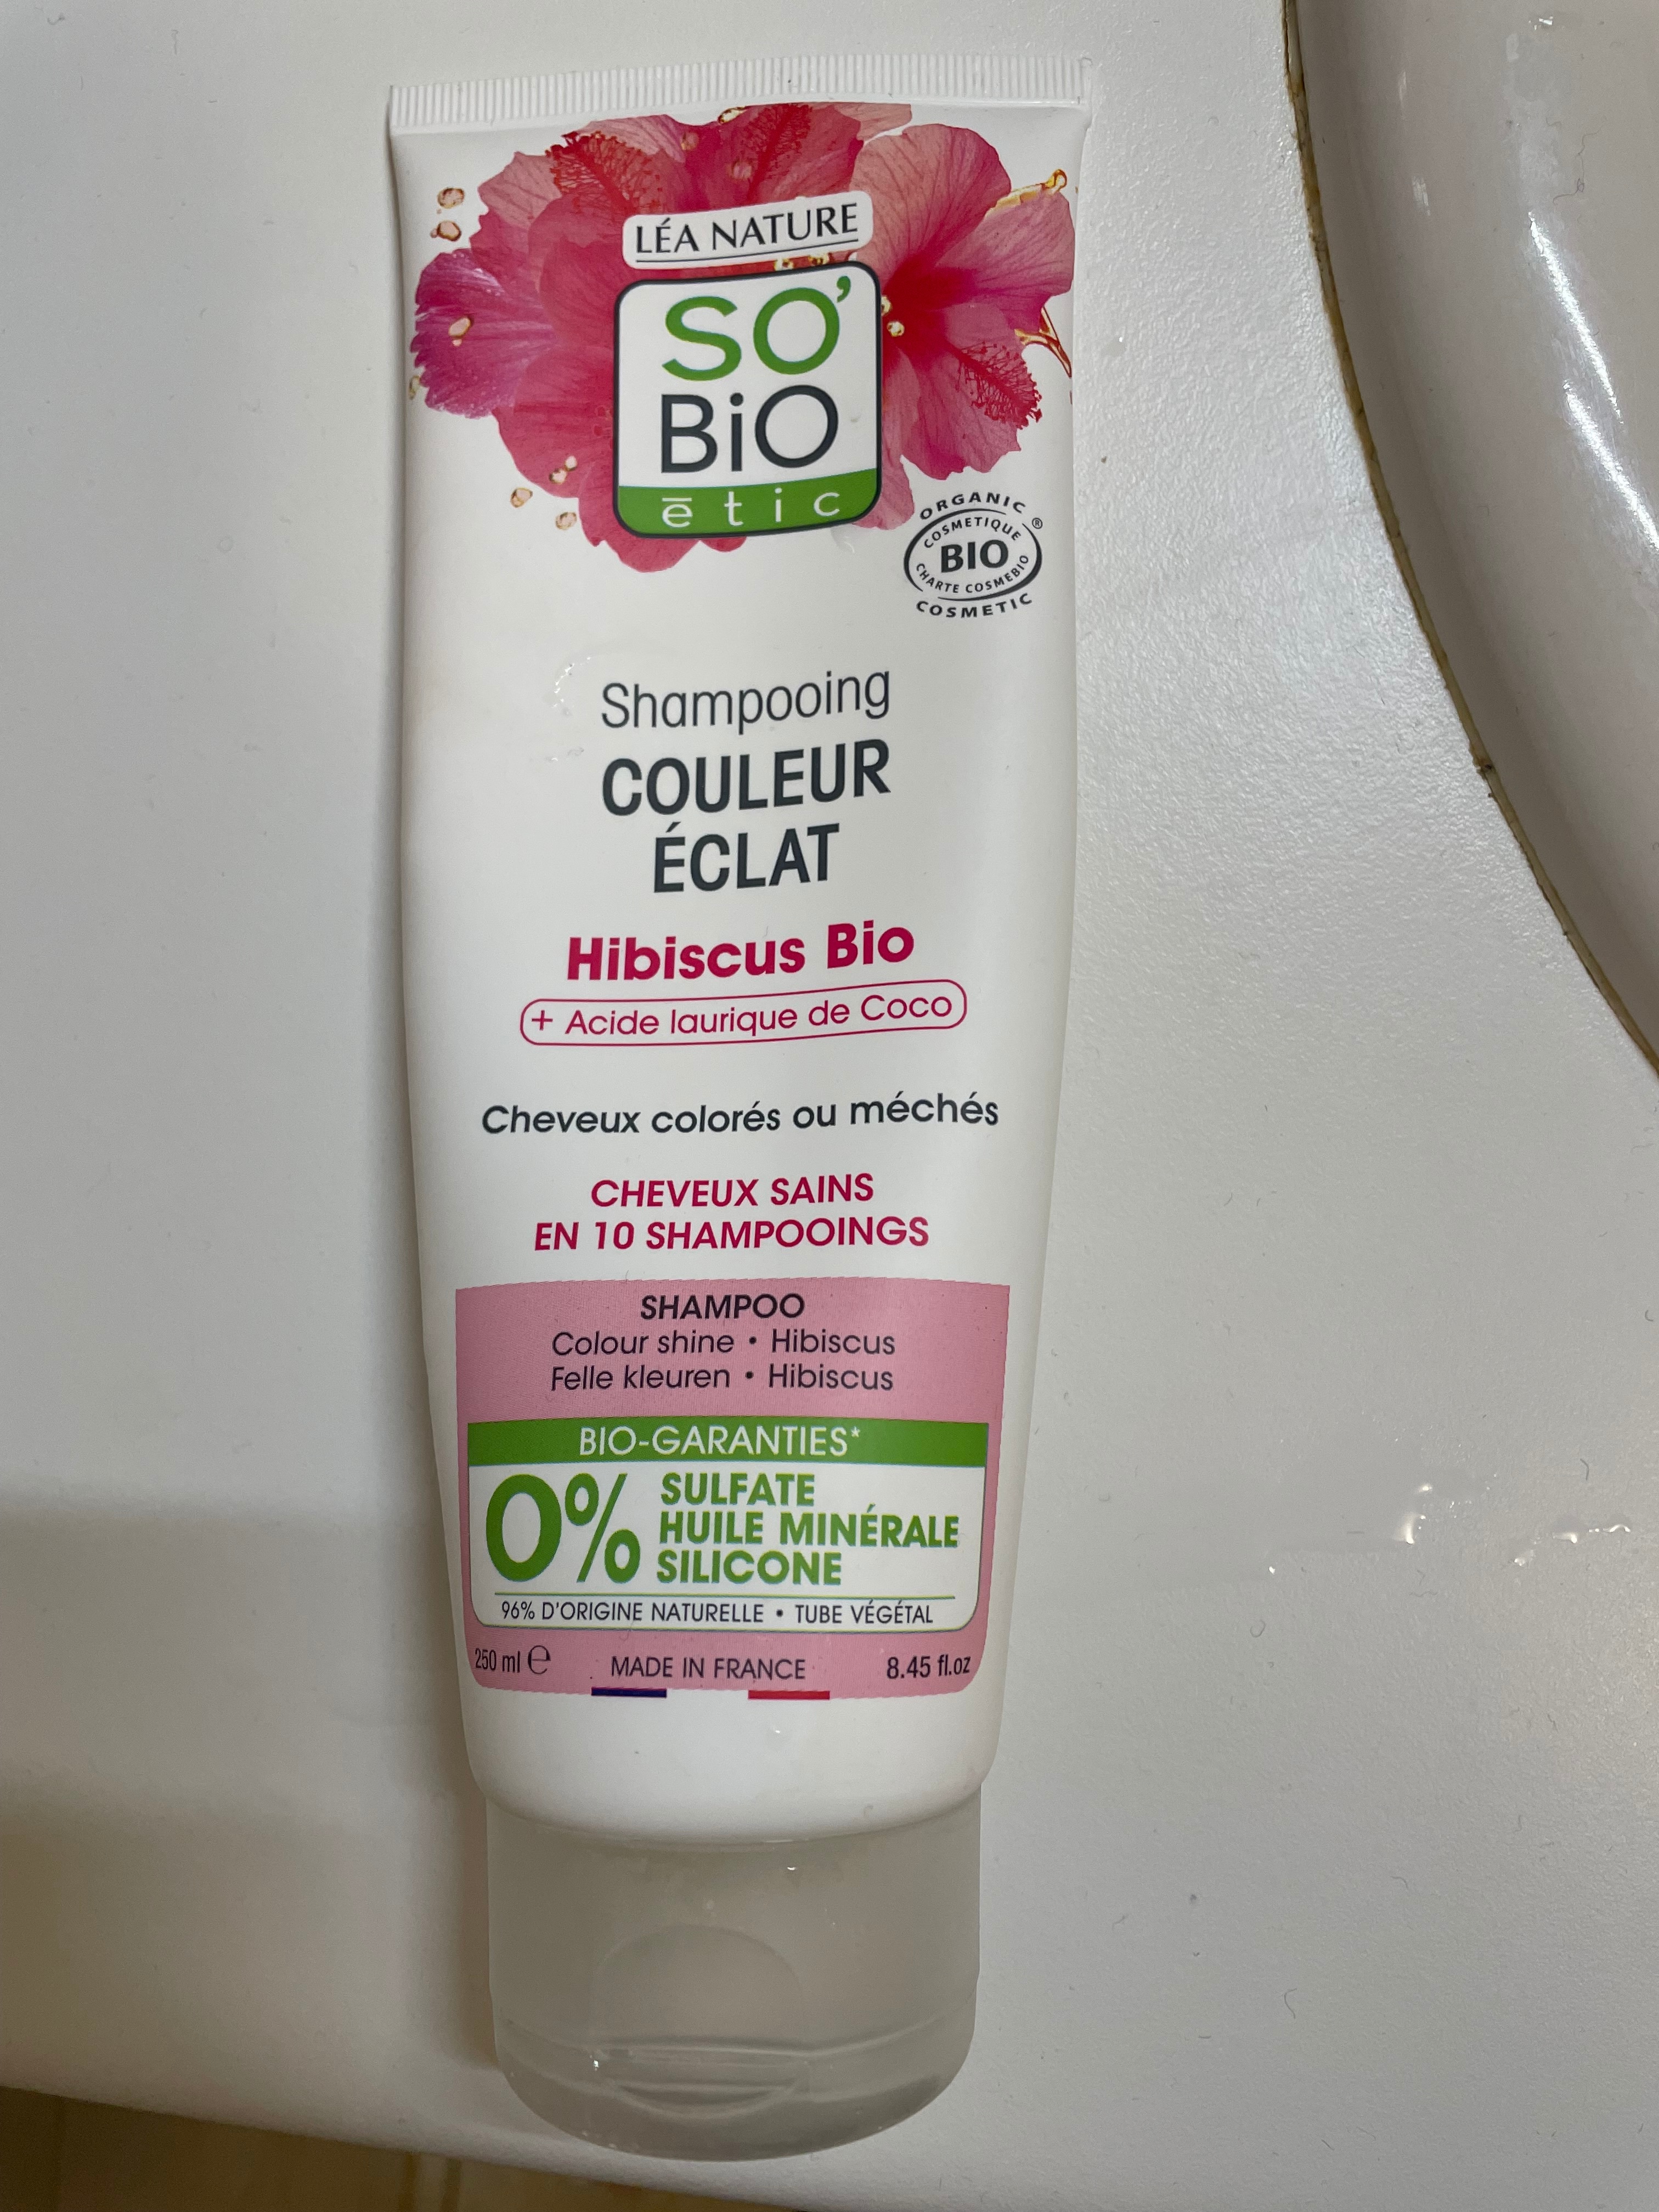 LÉA NATURE
SO'
BiO
ētic
ORGANIC
COSMETIQUE
BIO
CHARTE COSMEBIO
®
COSMETIC
Shampooing
COULEUR
ÉCLAT
Hibiscus Bio
+ Acide laurique de Coco
Cheveux colorés ou méchés
CHEVEUX SAINS
EN 10 SHAMPOOINGS
SHAMPOO
Colour shine • Hibiscus
Felle kleuren • Hibiscus
BIO-GARANTIES*
0% SULFATE
HUILE MINÉRALE
SILICONE
96% D'ORIGINE NATURELLE • TUBE VÉGÉTAL
250 ml ℮ MADE IN FRANCE 8.45 fl.oz